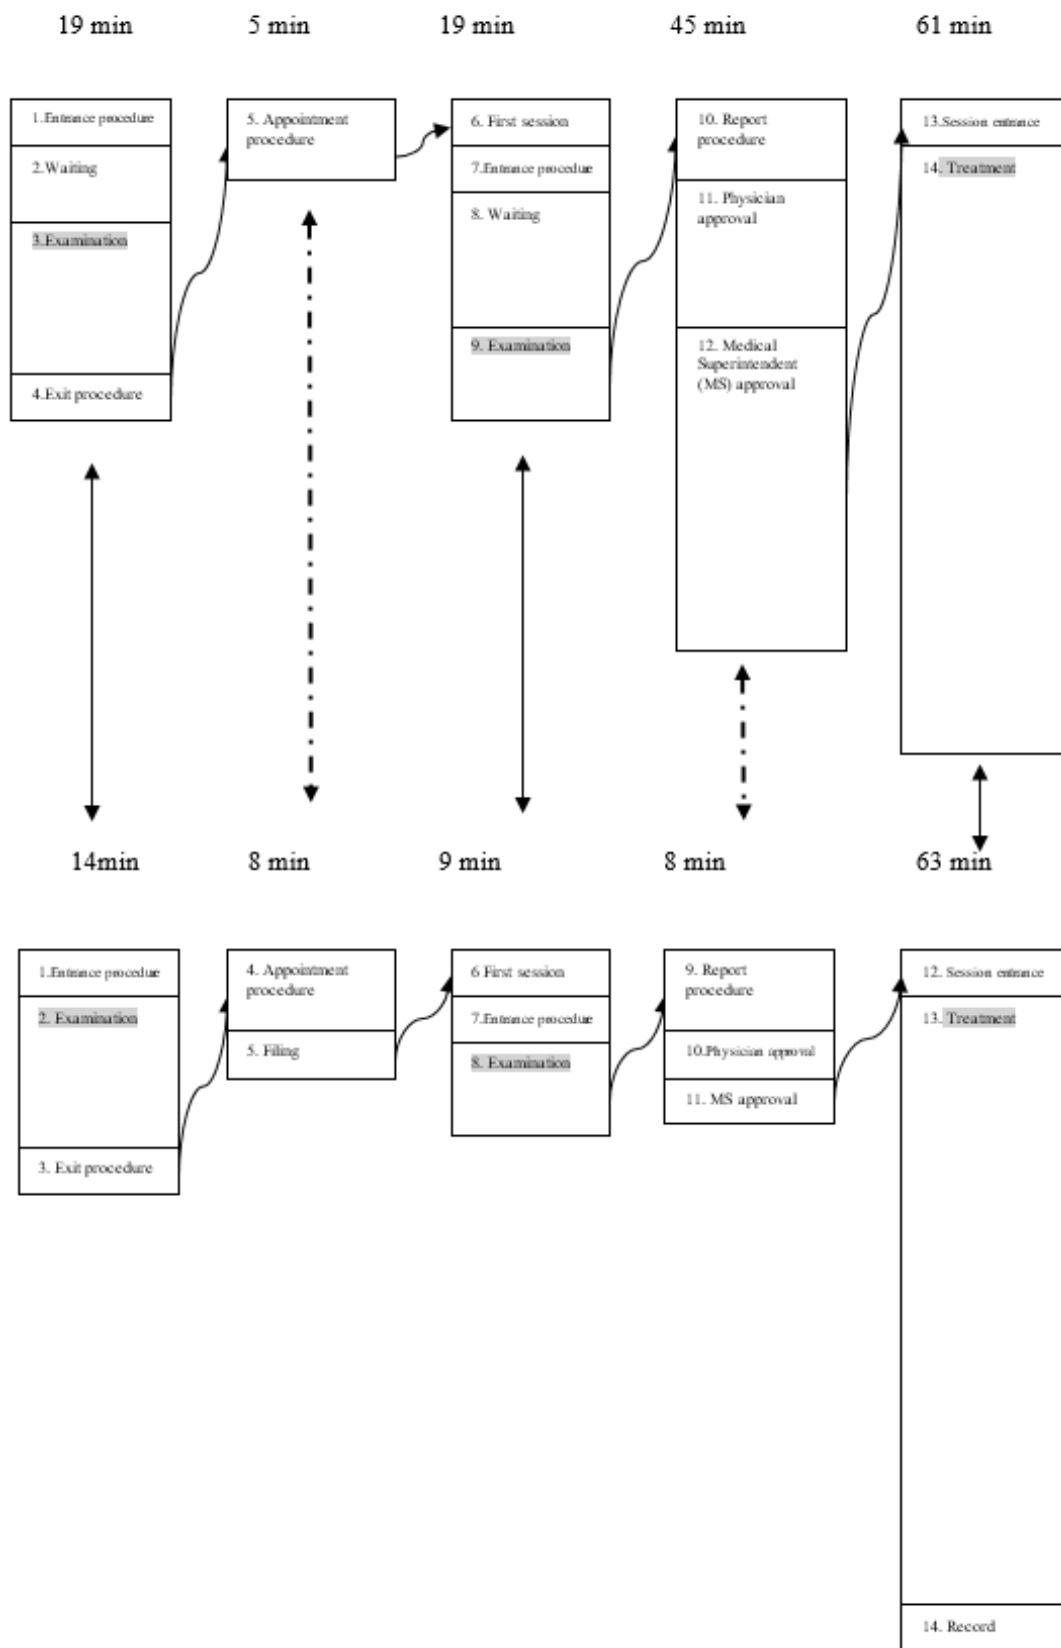 19 min
5 min
19 min
45 min
61 min
1.Entrance procedure
2.Waiting
3.Examination
4.Exit procedure
5. Appointment
procedure
6. First session
7.Entrance procedue
8. Waiting
9. Examination
10. Report
procedure
11. Physician
approval
12. Medical
Superintendent
(MS) approval
13.Session entrance
14. Treatment
14min
8 min
9 min
8 min
63 min
1.Entrance procedue
2. Examination
3. Exit procedure
4. Appointment
procedure
5. Filing
6 First session
7.Entrance procedue
8. Examination
9. Report
procedure
10.Physician approval
11. MS approval
12. Session entrance
13. Treatment
14. Record